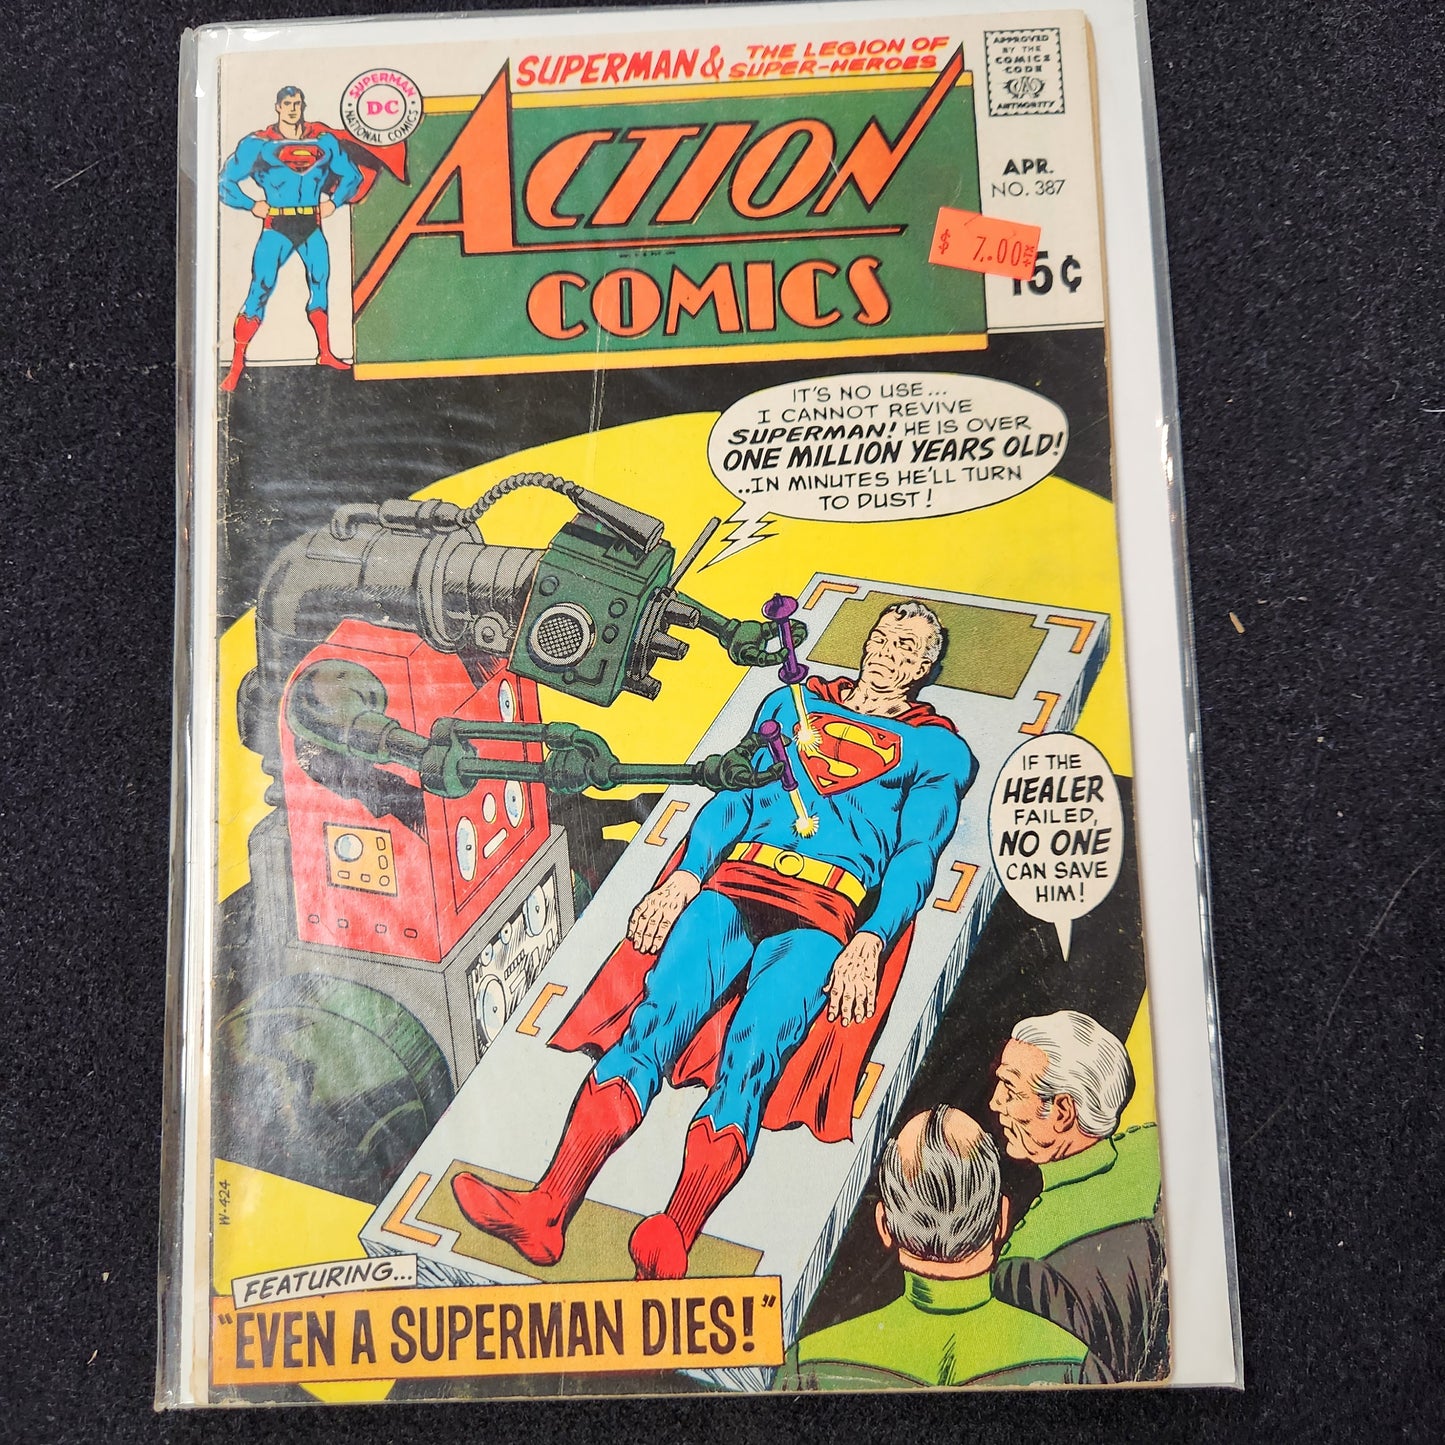 SUPERMAN & THE LEGION OF
SUPER-HEROES
SUPERMAN
DC
NATIONAL COMICS
APPROVED
BY THE
COMICS
CODE
AUTHORITY
ACTION
COMICS
APR.
NO. 387
$ 7.00
15¢
IT'S NO USE...
I CANNOT REVIVE
SUPERMAN! HE IS OVER
ONE MILLION YEARS OLD!
..IN MINUTES HE'LL TURN
TO DUST!
S
IF THE
HEALER
FAILED,
NO ONE
CAN SAVE
HIM!
W-424
FEATURING...
"EVEN A SUPERMAN DIES!"